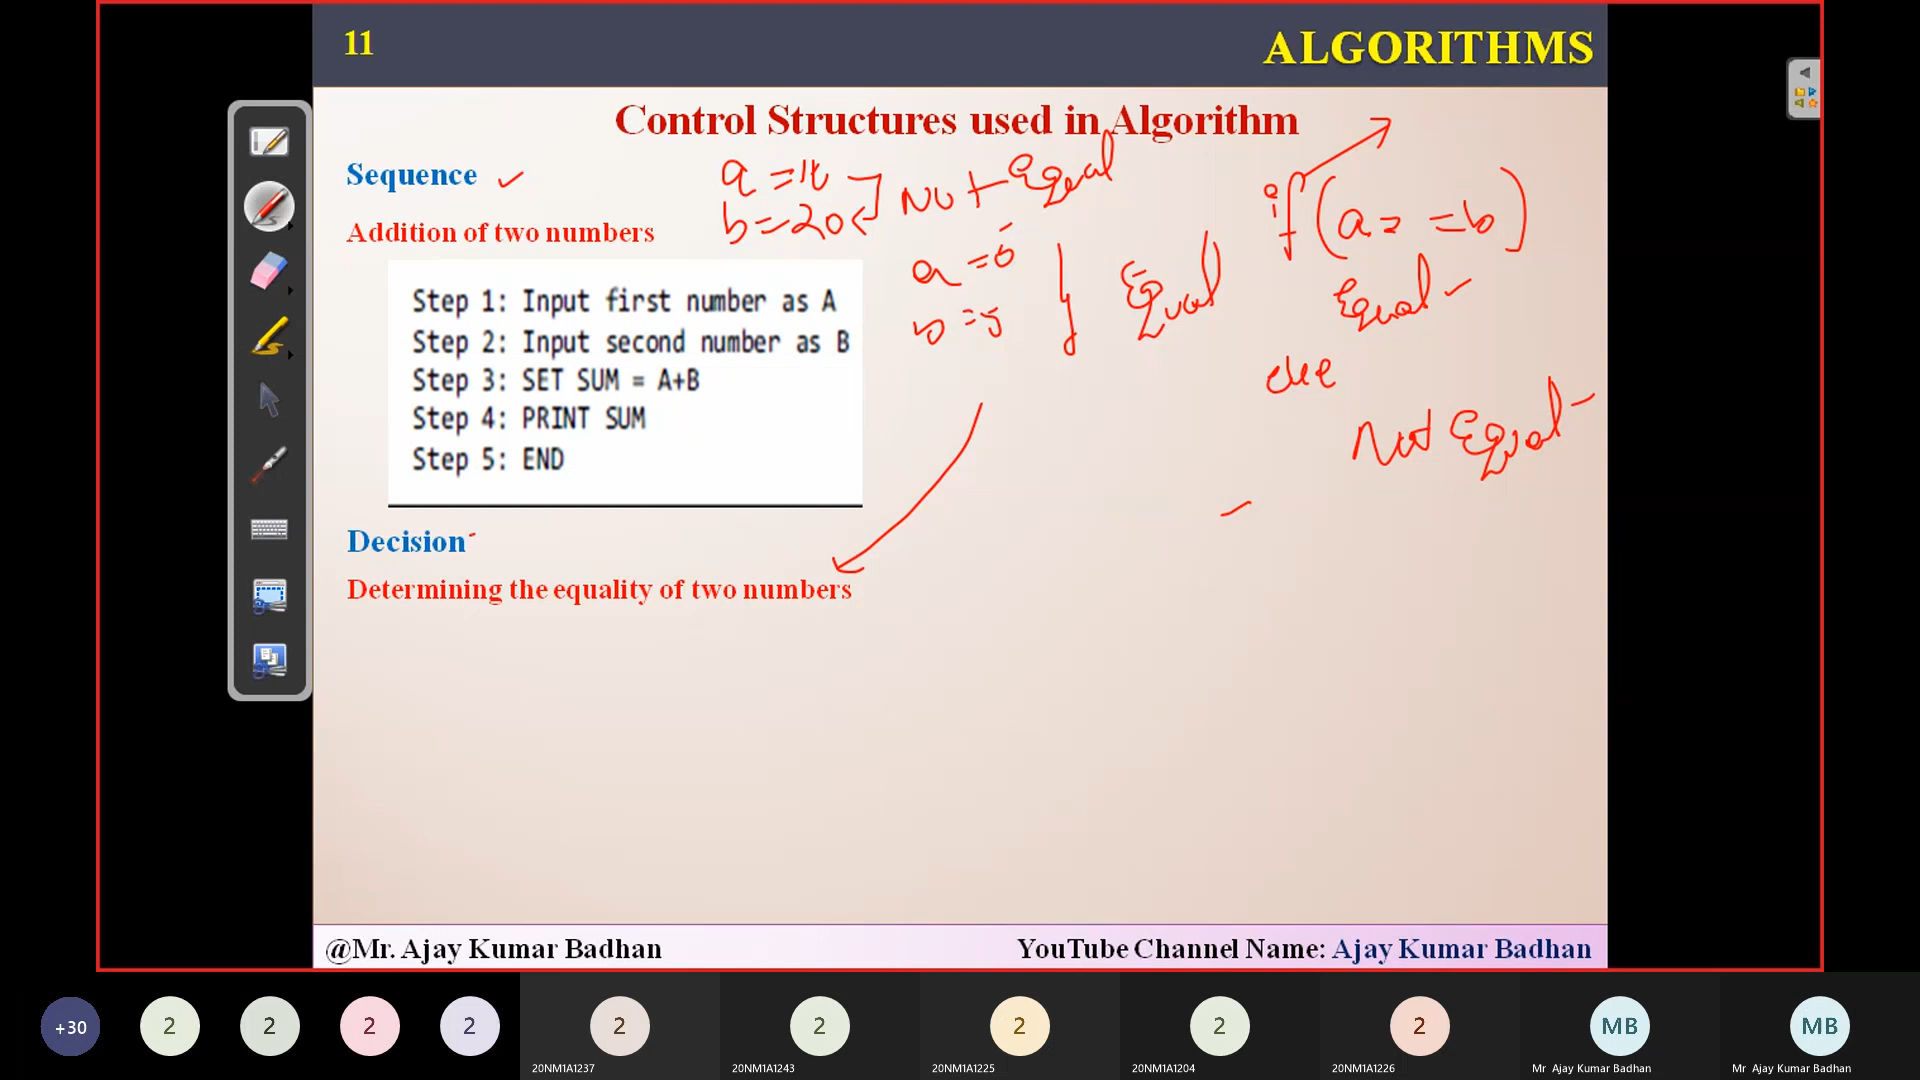 11
ALGORITHMS
Control Structures used in Algorithm
Sequence
Addition of two numbers
Step 1: Input first number as A
Step 2: Input second number as B
Step 3: SET SUM = A+B
Step 4: PRINT SUM
Step 5: END
b=20
Not Equal
a=5
b=5
Equal
if (a==b)
Equal
else
Not Equal
Decision
Determining the equality of two numbers
@Mr. Ajay Kumar Badhan
YouTube Channel Name: Ajay Kumar Badhan
+30
2
2
2
2
2
2
2
2
2
MB
MB
20NM1A1237
20NM1A1243
20NM1A1225
20NM1A1204
20NM1A1226
Mr Ajay Kumar Badhan
Mr Ajay Kumar Badhan